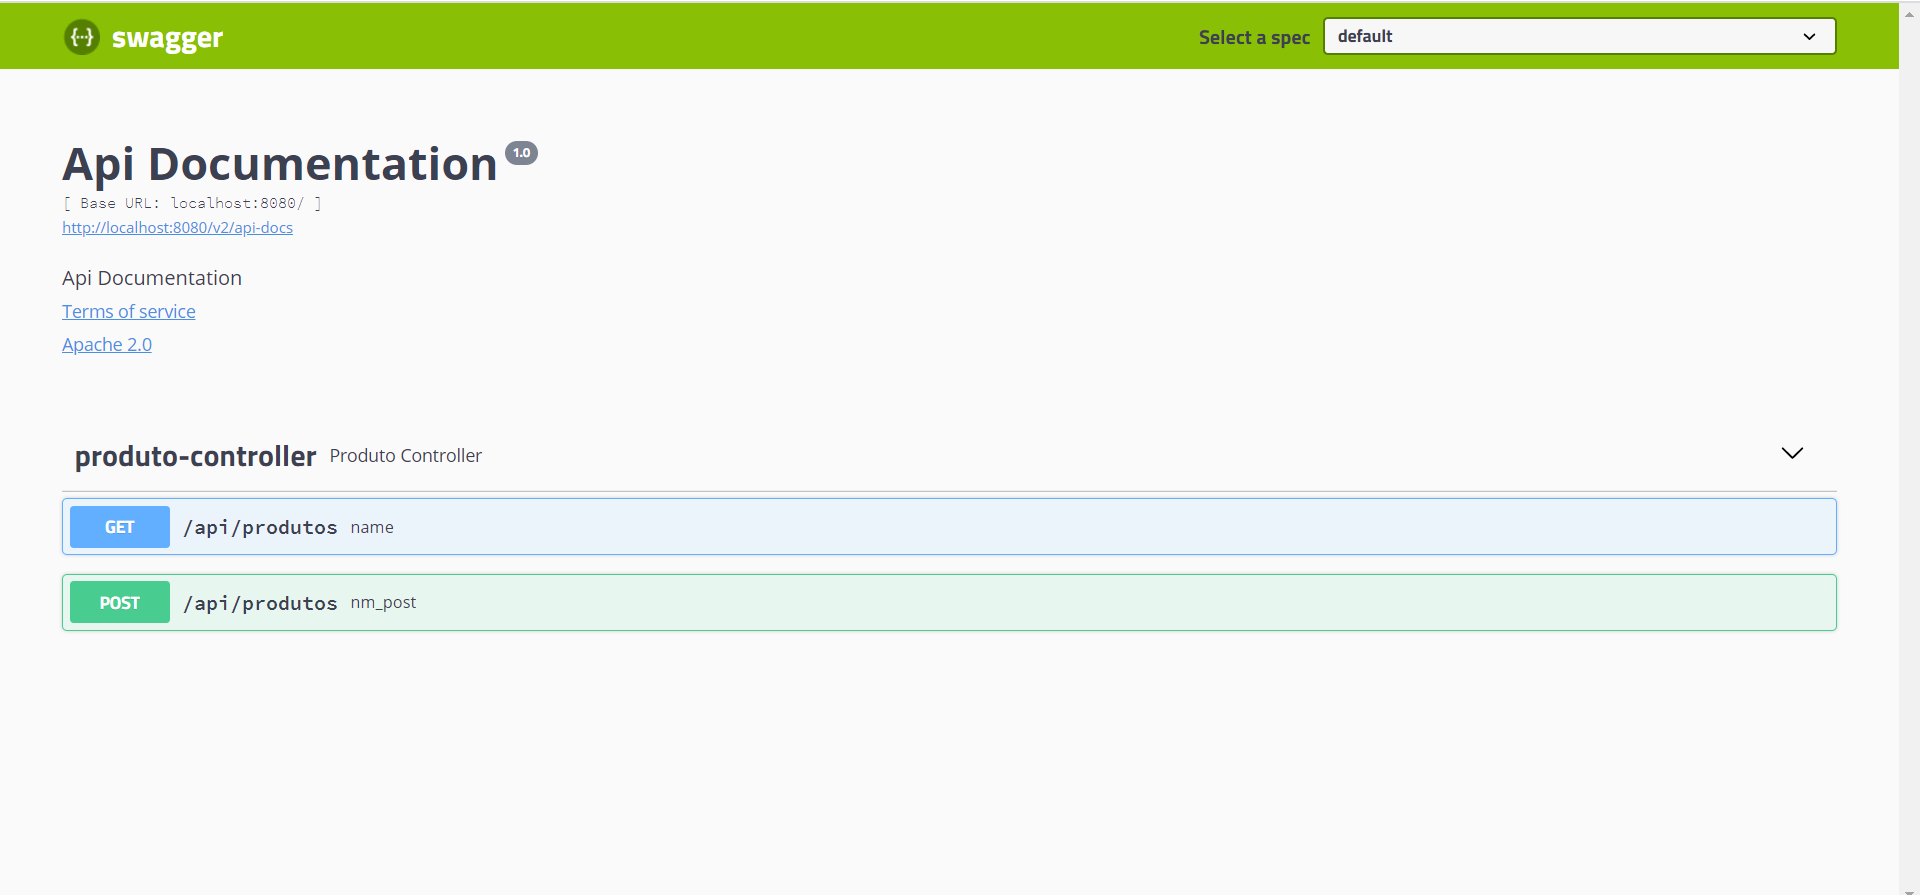 {···} swagger Select a spec default
Api Documentation 1.0
[ Base URL: localhost:8080/ ]
http://localhost:8080/v2/api-docs
Api Documentation
Terms of service
Apache 2.0
produto-controller Produto Controller
GET /api/produtos name
POST /api/produtos nm_post